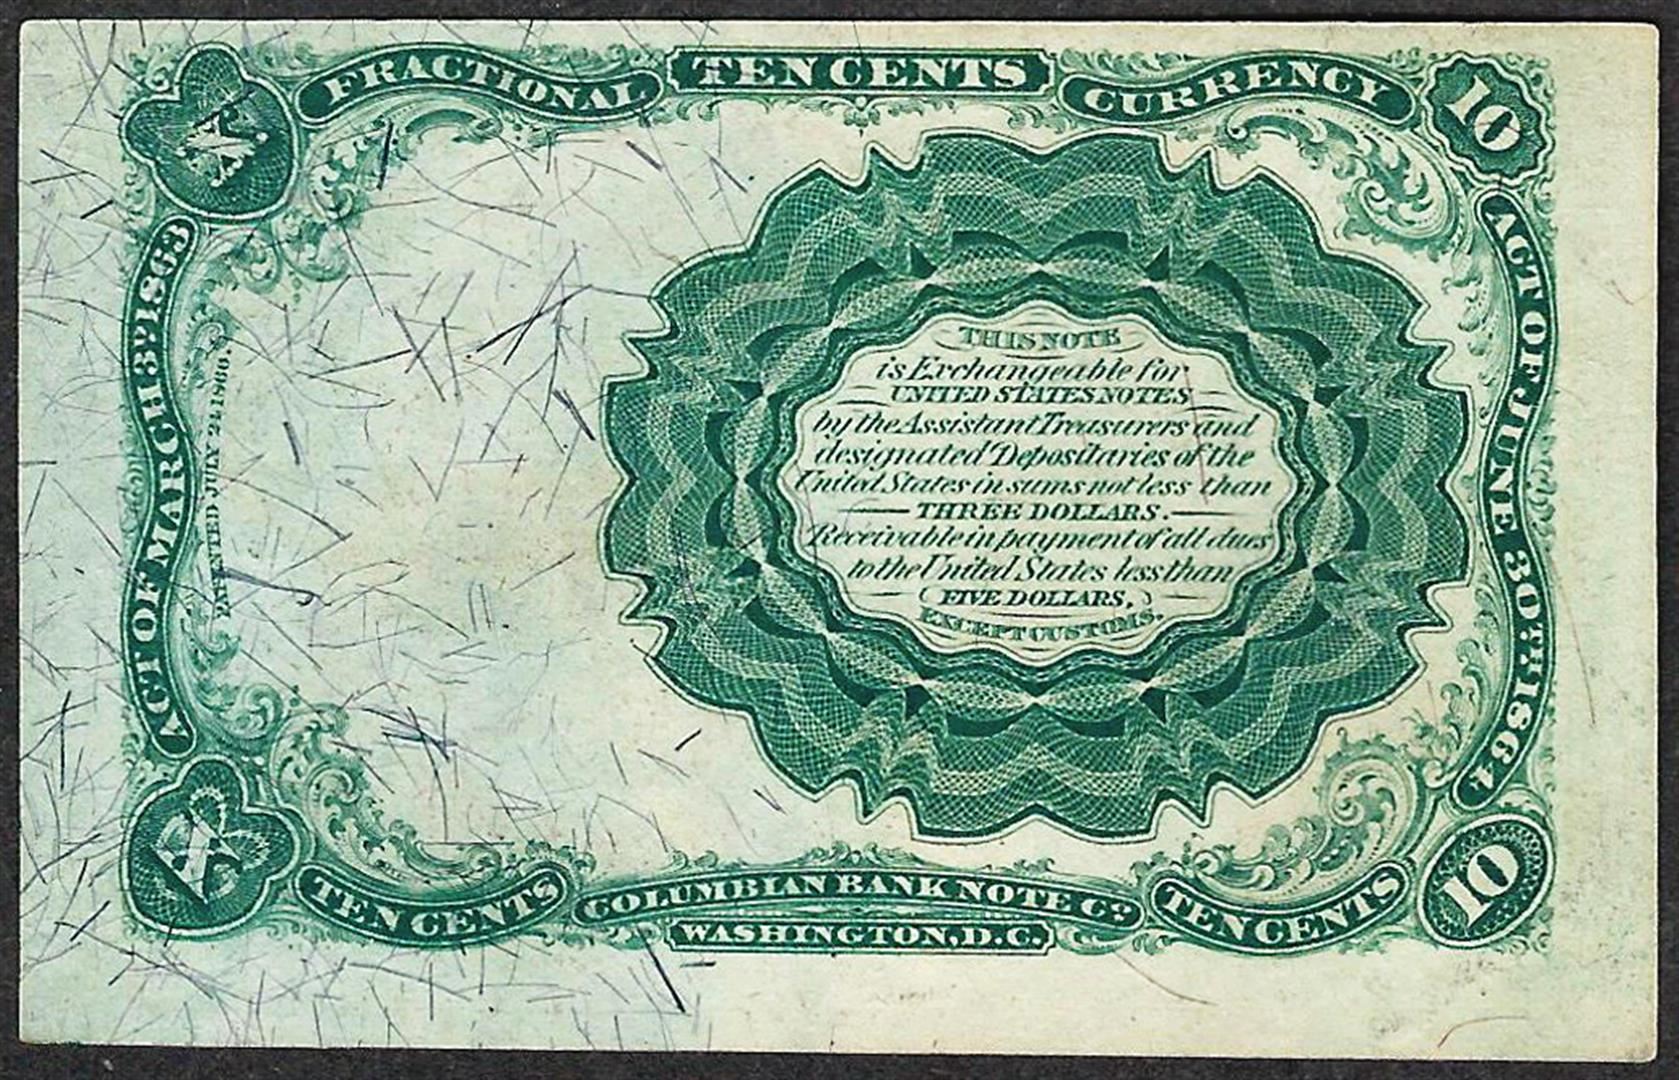 FRACTIONAL TEN CENTS CURRENCY
X.
10
ACT OF MARCH 3D 1863
PATENTED JULY 24 1866.
THIS NOTE
is Exchangeable for
UNITED STATES NOTES
by the Assistant Treasurers and
designated Depositaries of the
United States in sums not less than
THREE DOLLARS.
Receivable in payment of all dues
to the United States less than
FIVE DOLLARS,
EXCEPT CUSTOMS.
ACT OF JUNE 30TH 1864
X
10
TEN CENTS
COLUMBIAN BANK NOTE CO.
WASHINGTON, D.C.
TEN CENTS